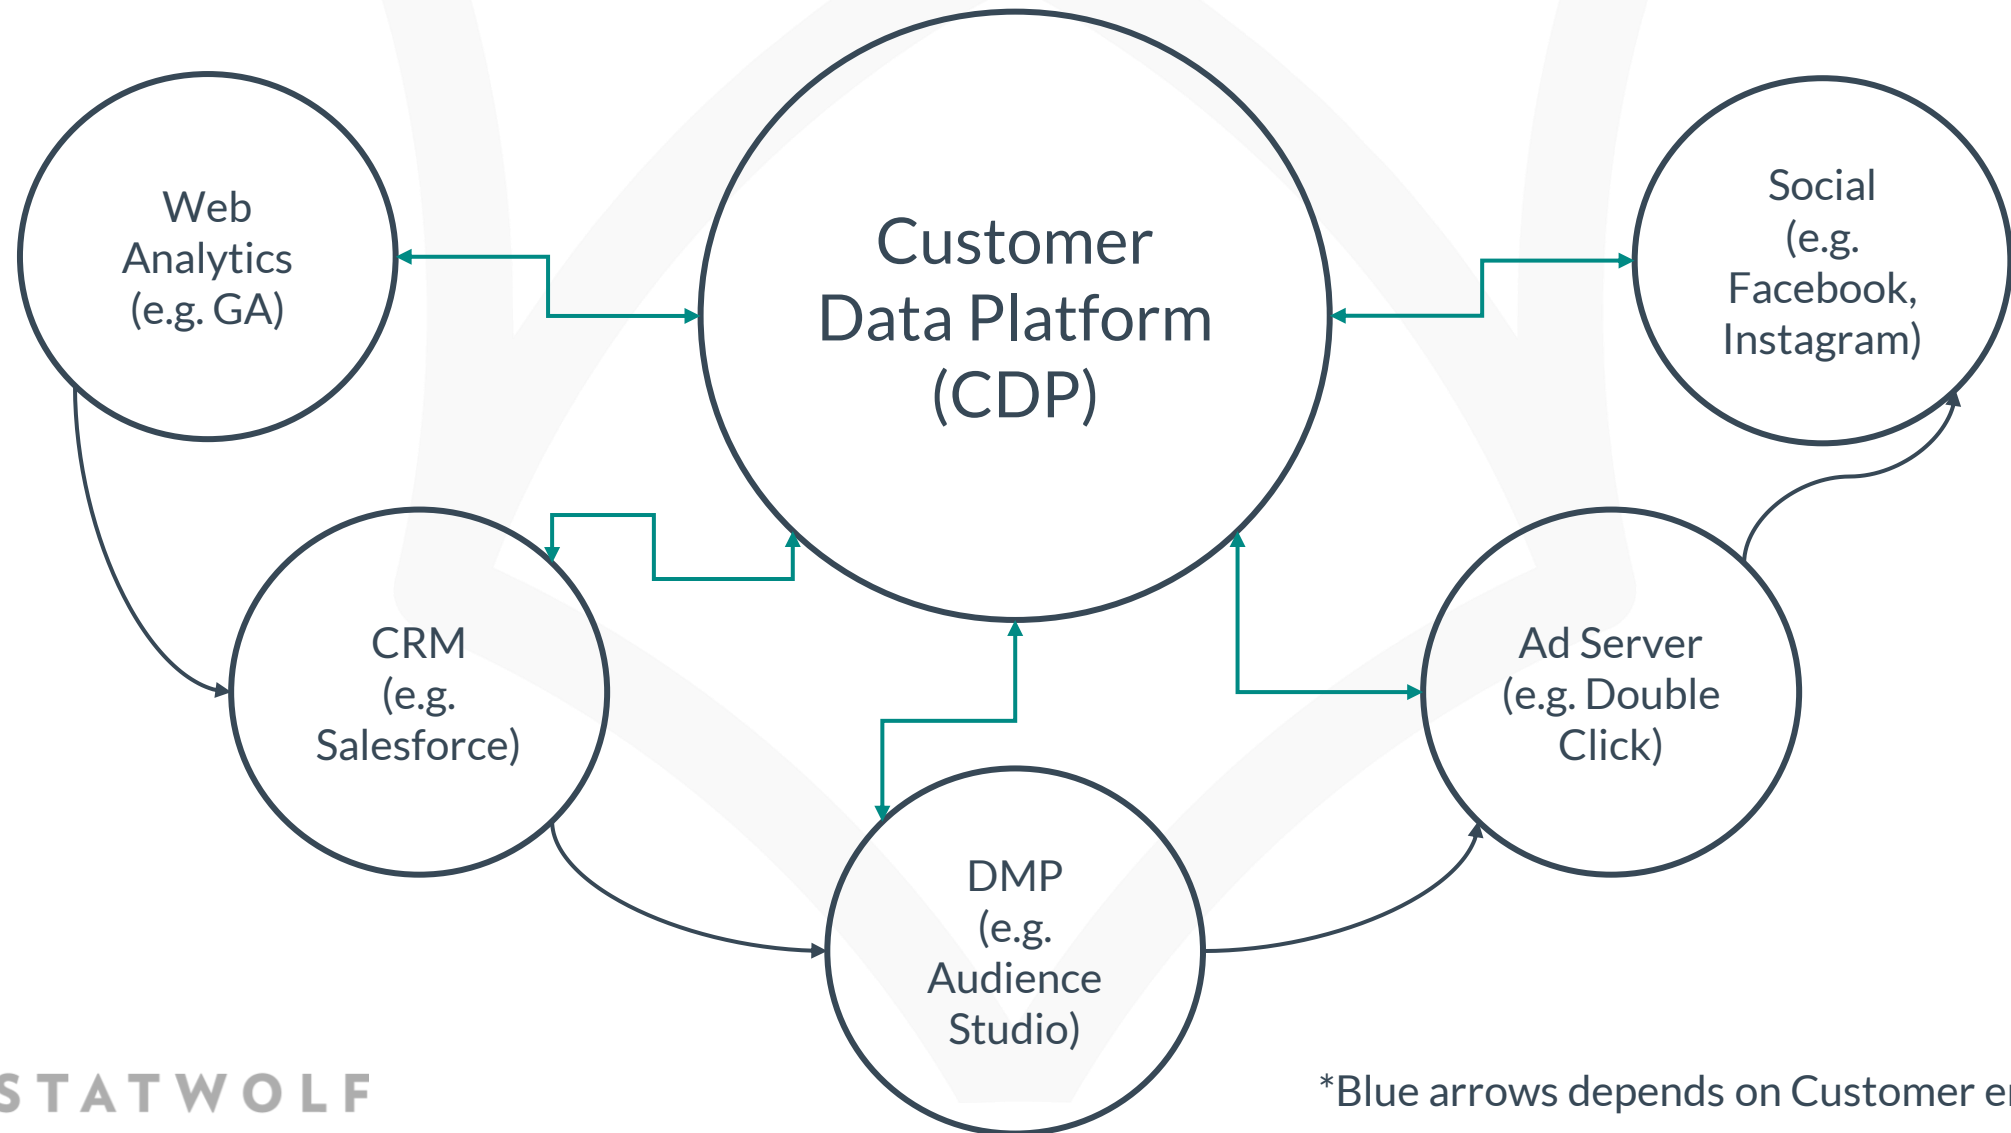 Customer
Data Platform
(CDP)
Web
Analytics
(e.g. GA)
Social
(e.g.
Facebook,
Instagram)
CRM
(e.g.
Salesforce)
DMP
(e.g.
Audience
Studio)
Ad Server
(e.g. Double
Click)
STATWOLF
*Blue arrows depends on Customer